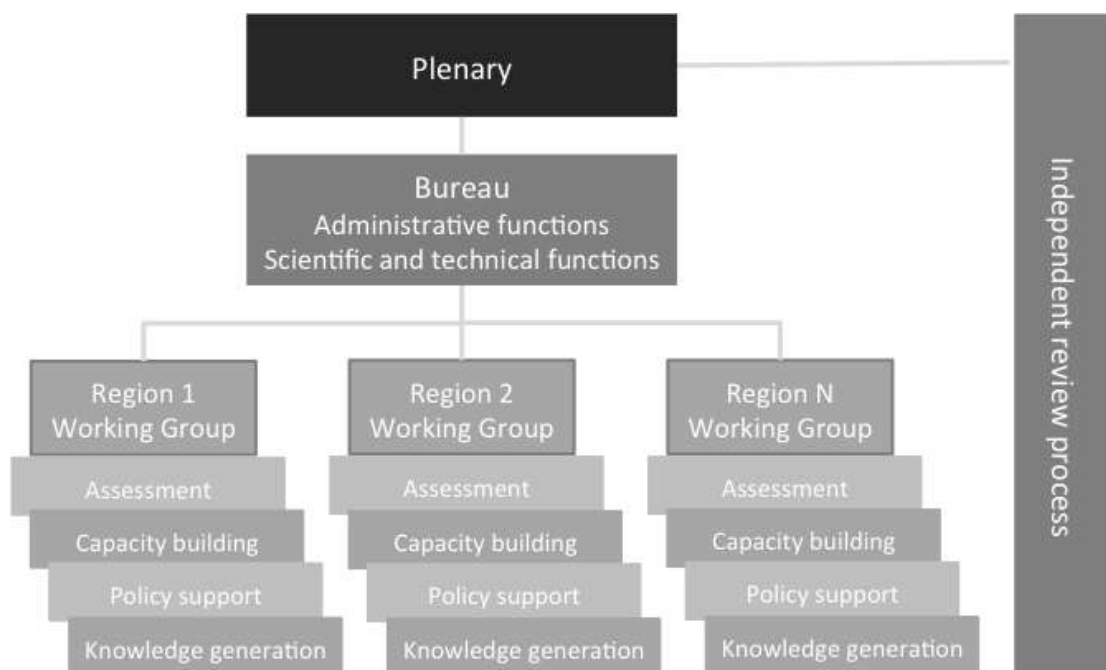 Plenary
Bureau
Administrative functions
Scientific and technical functions
Region 1
Working Group
Assessment
Capacity building
Policy support
Knowledge generation
Region 2
Working Group
Assessment
Capacity building
Policy support
Knowledge generation
Region N
Working Group
Assessment
Capacity building
Policy support
Knowledge generation
Independent review process